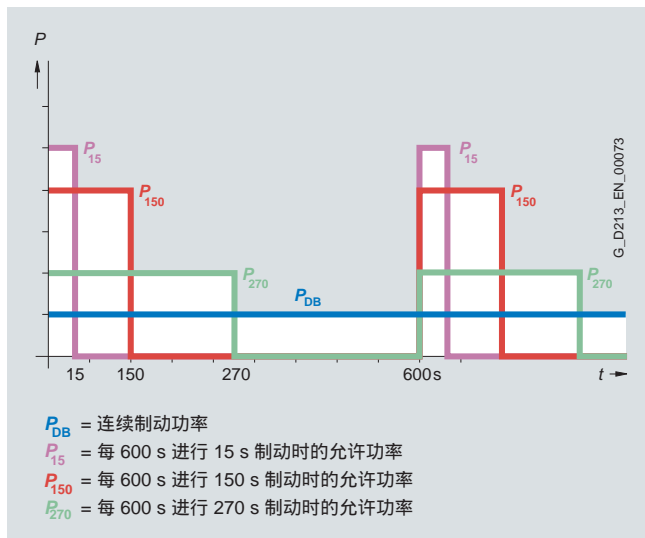 P
P15
P15
P150
P150
P270
P270
PDB
G_D213_EN_00073
15 150 270 600 s t
PDB = 连续制动功率
P15 = 每 600 s 进行 15 s 制动时的允许功率
P150 = 每 600 s 进行 150 s 制动时的允许功率
P270 = 每 600 s 进行 270 s 制动时的允许功率